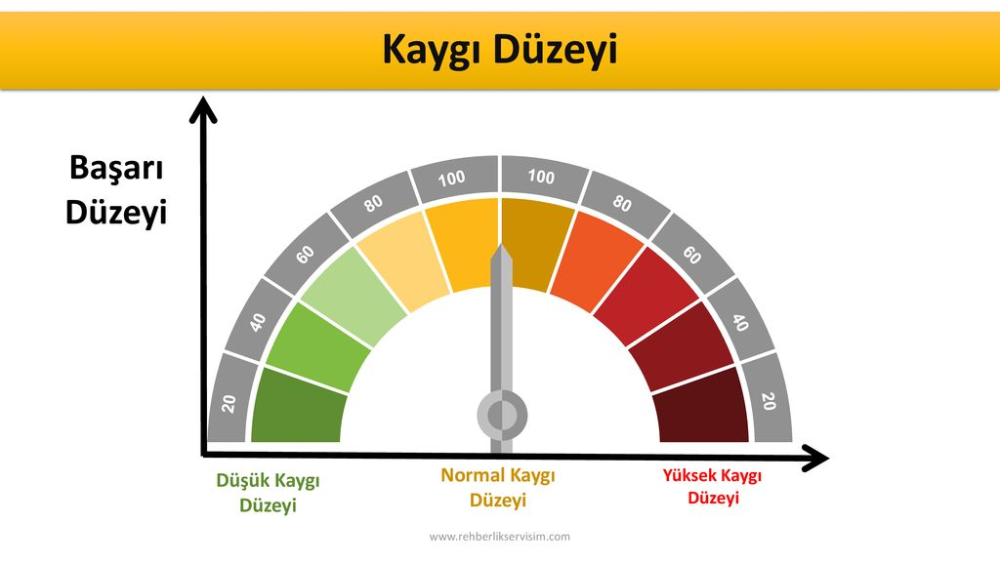 Kaygı Düzeyi
Başarı
Düzeyi
20
40
60
80
100
100
80
60
40
20
Düşük Kaygı
Düzeyi
Normal Kaygı
Düzeyi
Yüksek Kaygı
Düzeyi
www.rehberlikservisim.com